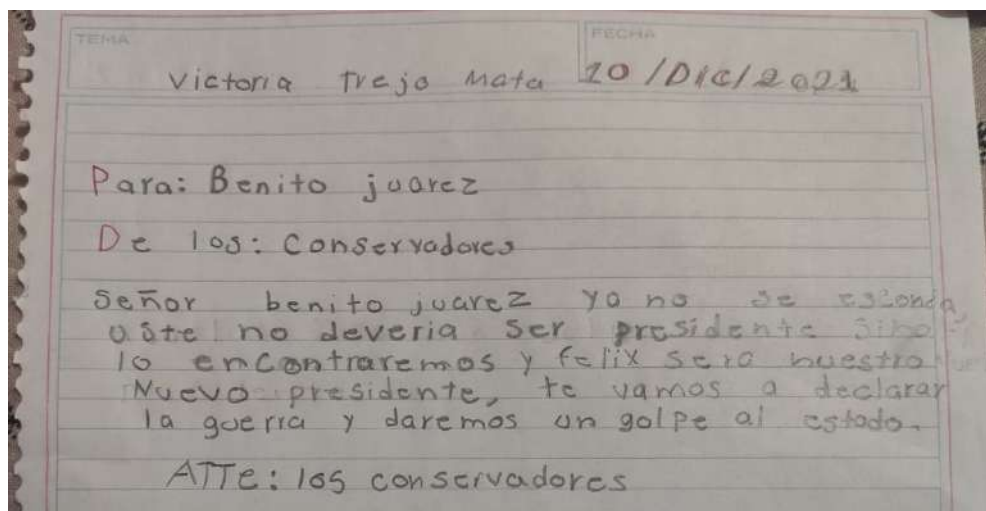 TEMA
FECHA
Victoria Trejo Mata
10/Dic/2021
Para: Benito juarez
De los: Conservadores
Señor benito juarez ya no se esconda,
uste no deveria ser presidente sino
lo encontraremos y felix sera nuestro
Nuevo presidente, te vamos a declarar
la guerra y daremos un golpe al estado.
ATTE: los conservadores